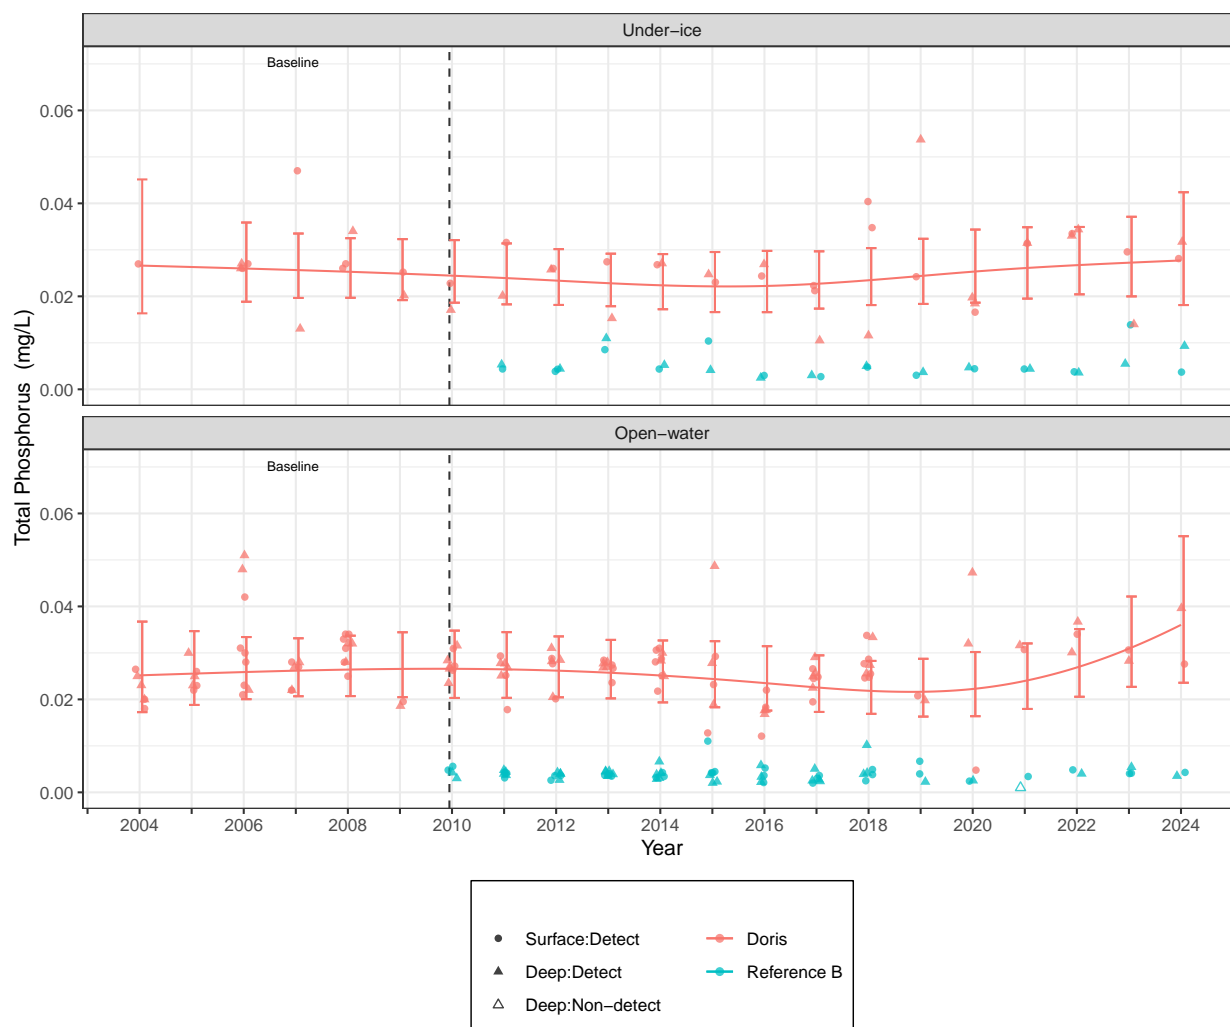 Under−ice
Baseline
0.06
0.04
0.02
0.00
Open−water
Baseline
0.06
0.04
0.02
0.00
Total Phosphorus (mg/L)
2004 2006 2008 2010 2012 2014 2016 2018 2020 2022 2024
Year
Surface:Detect Doris
Deep:Detect Reference B
Deep:Non−detect